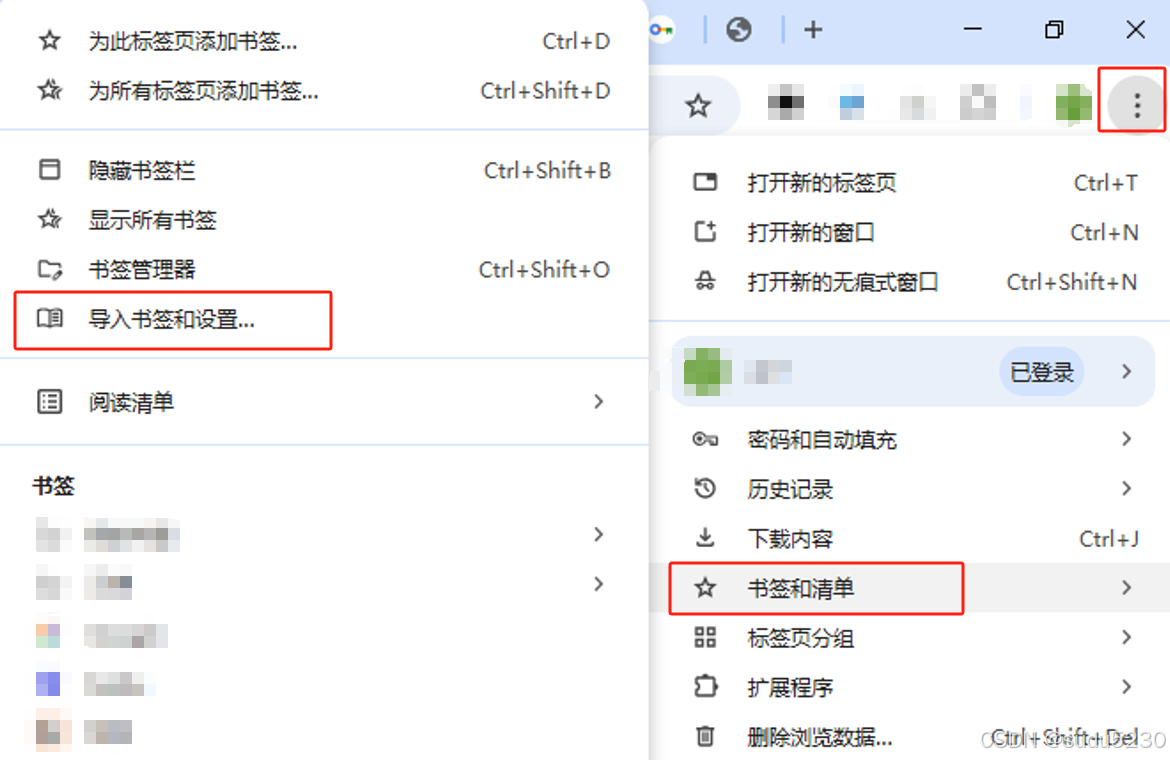 为此标签页添加书签... Ctrl+D
为所有标签页添加书签... Ctrl+Shift+D
隐藏书签栏 Ctrl+Shift+B
显示所有书签
书签管理器 Ctrl+Shift+O
导入书签和设置...
阅读清单
书签
打开新的标签页 Ctrl+T
打开新的窗口 Ctrl+N
打开新的无痕式窗口 Ctrl+Shift+N
已登录
密码和自动填充
历史记录
下载内容 Ctrl+J
书签和清单
标签页分组
扩展程序
删除浏览数据... Ctrl+Shift+Del